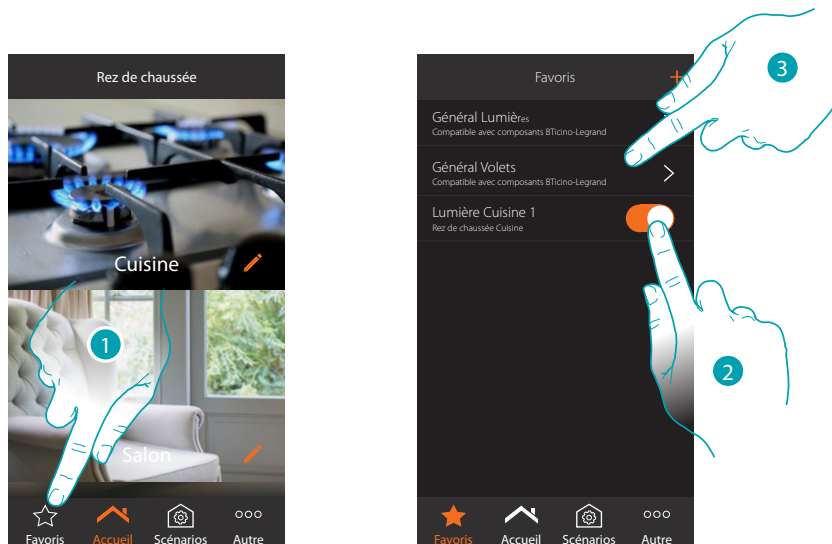 Rez de chaussée
Cuisine
1
Salon
Favoris Accueil Scénarios Autre
Favoris +
3
Général Lumières
Compatible avec composants BTicino-Legrand
Général Volets
Compatible avec composants BTicino-Legrand
Lumière Cuisine 1
Rez de chaussée Cuisine
2
Favoris Accueil Scénarios Autre